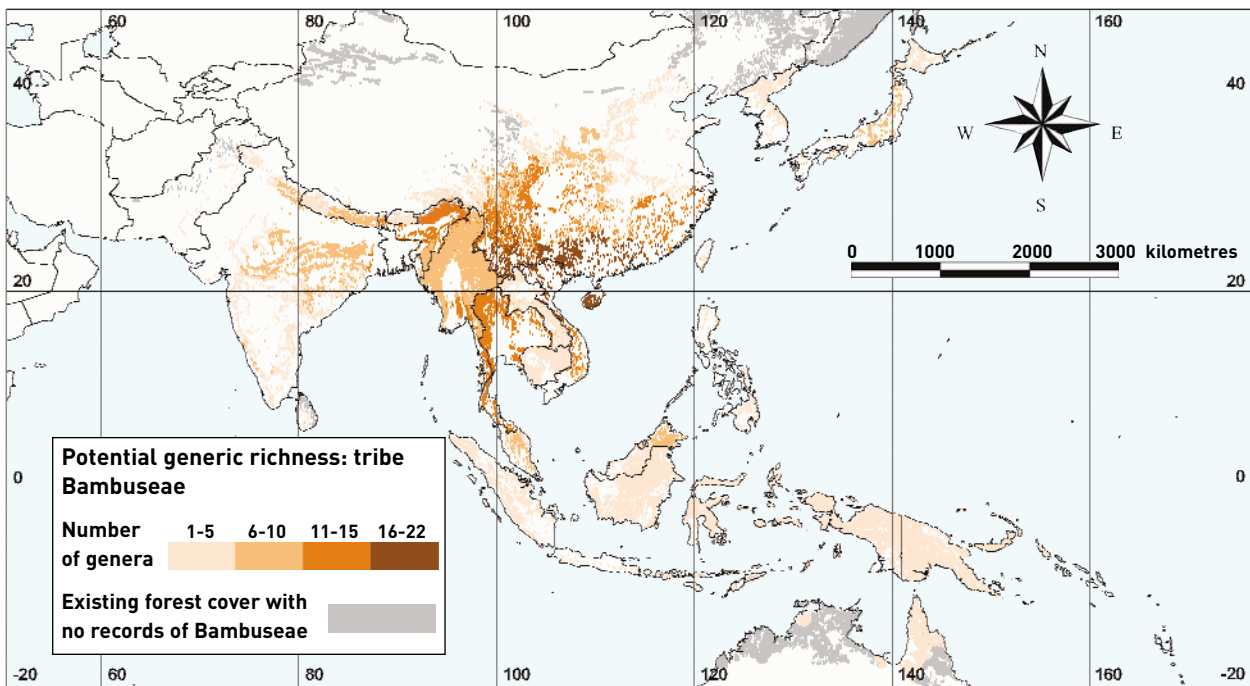 60 80 100 120 140 160
40 40
N
W E
S
0 1000 2000 3000 kilometres
20 20
Potential generic richness: tribe
Bambuseae
0 0
Number
of genera
1-5 6-10 11-15 16-22
Existing forest cover with
no records of Bambuseae
-20 60 80 100 120 140 160 -20